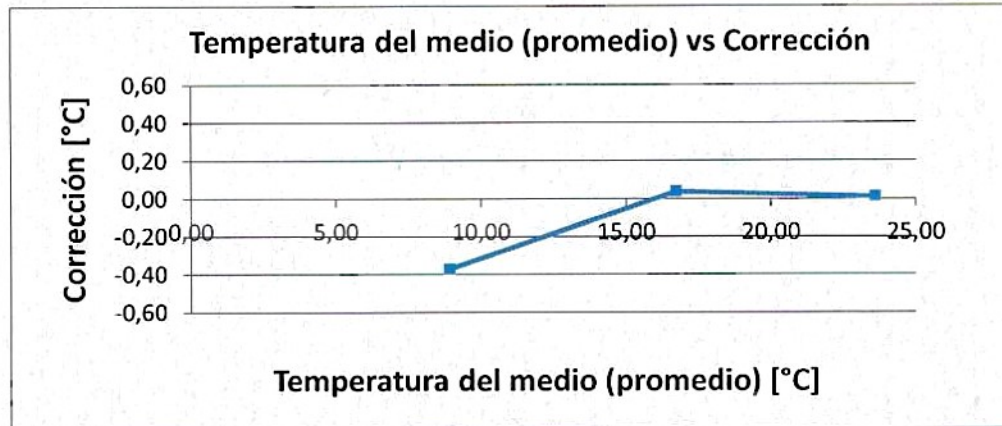 Temperatura del medio (promedio) vs Corrección
Corrección [°C]
0,60
0,40
0,20
0,00
-0,20
-0,40
-0,60
0,00 5,00 10,00 15,00 20,00 25,00
Temperatura del medio (promedio) [°C]